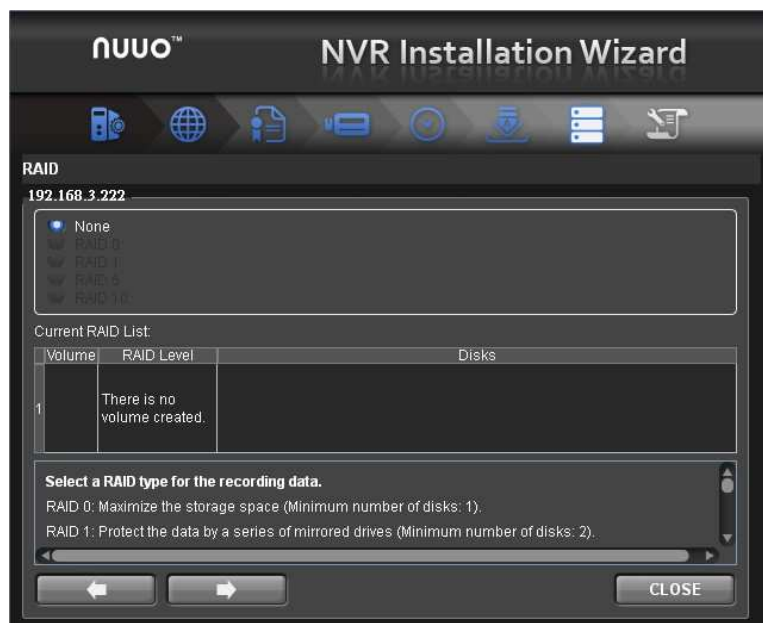 nuuo™
NVR Installation Wizard
RAID
192.168.3.222
None
RAID 0:
RAID 1:
RAID 5:
RAID 10:
Current RAID List:
Volume RAID Level Disks
1 There is no
volume created.
Select a RAID type for the recording data.
RAID 0: Maximize the storage space (Minimum number of disks: 1).
RAID 1: Protect the data by a series of mirrored drives (Minimum number of disks: 2).
CLOSE